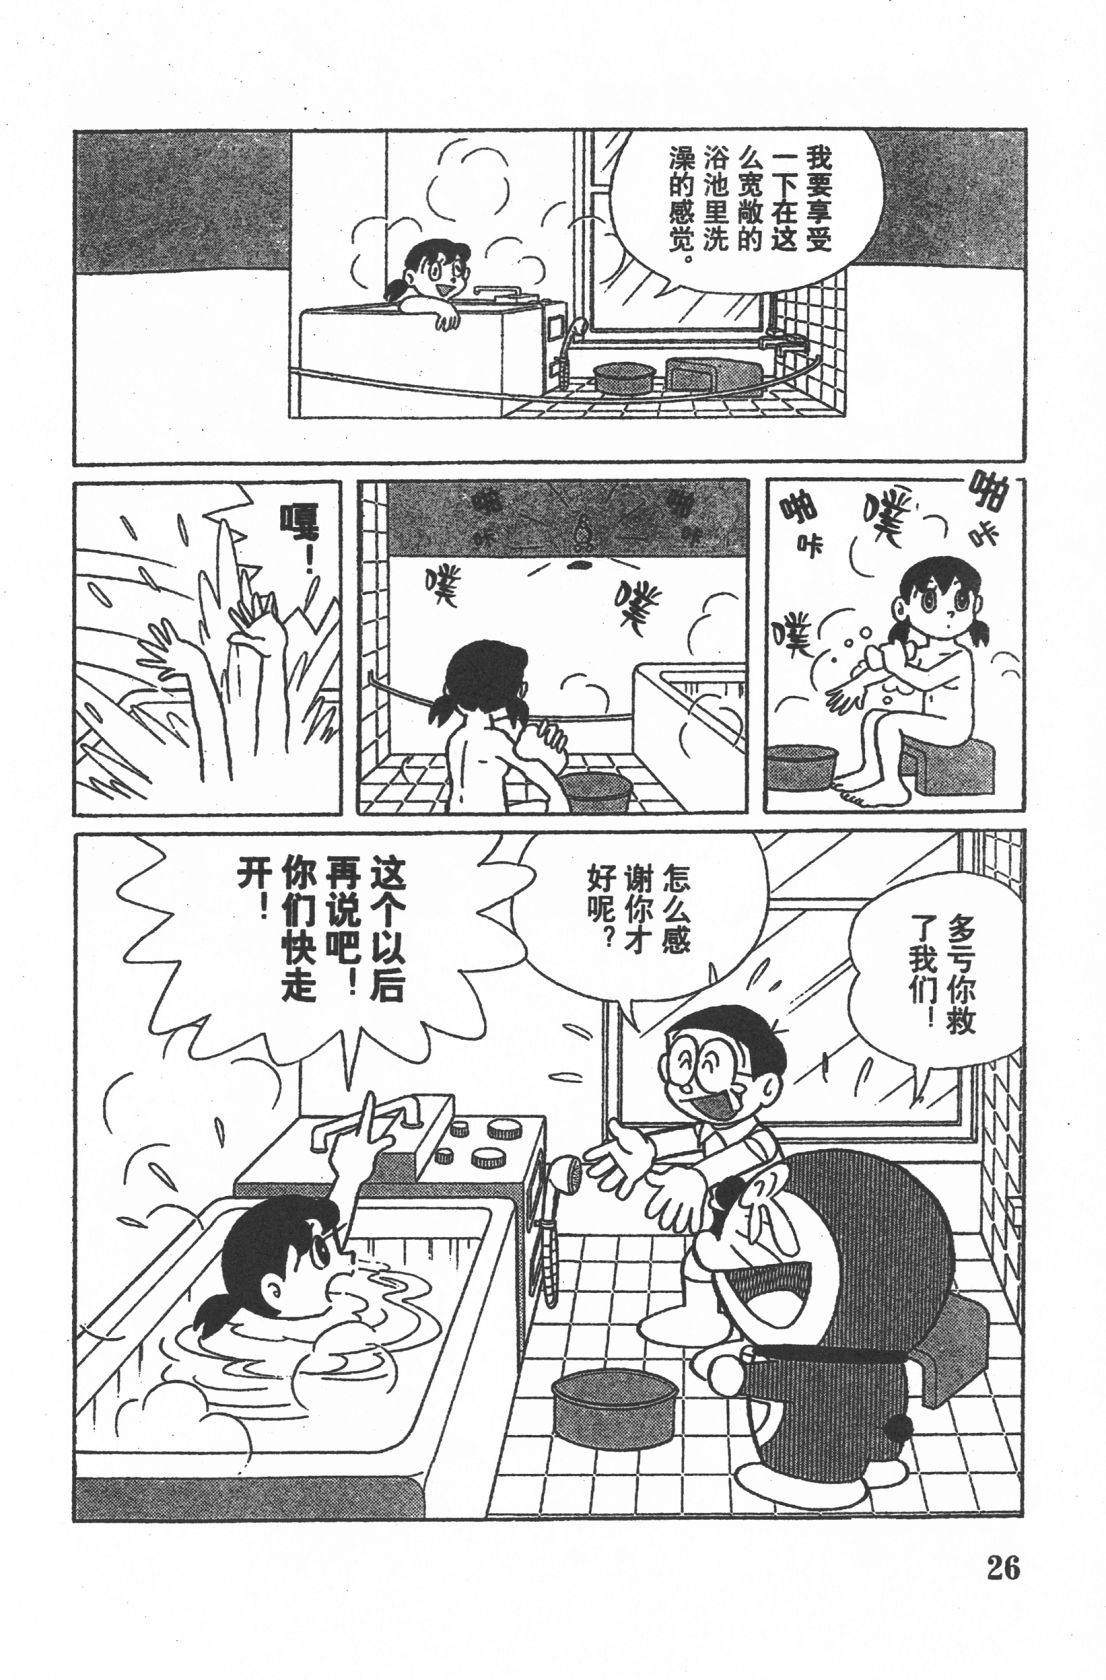 我要享受
一下在这
么宽敞的
浴池里洗
澡的感觉。
啪
咔
噗
啪
咔
噗
啪
咔
噗
啪
咔
噗
嘎！
多亏你救
了我们！
怎么感
谢你才
好呢？
这个以后
再说吧！
你们快走
开！
26